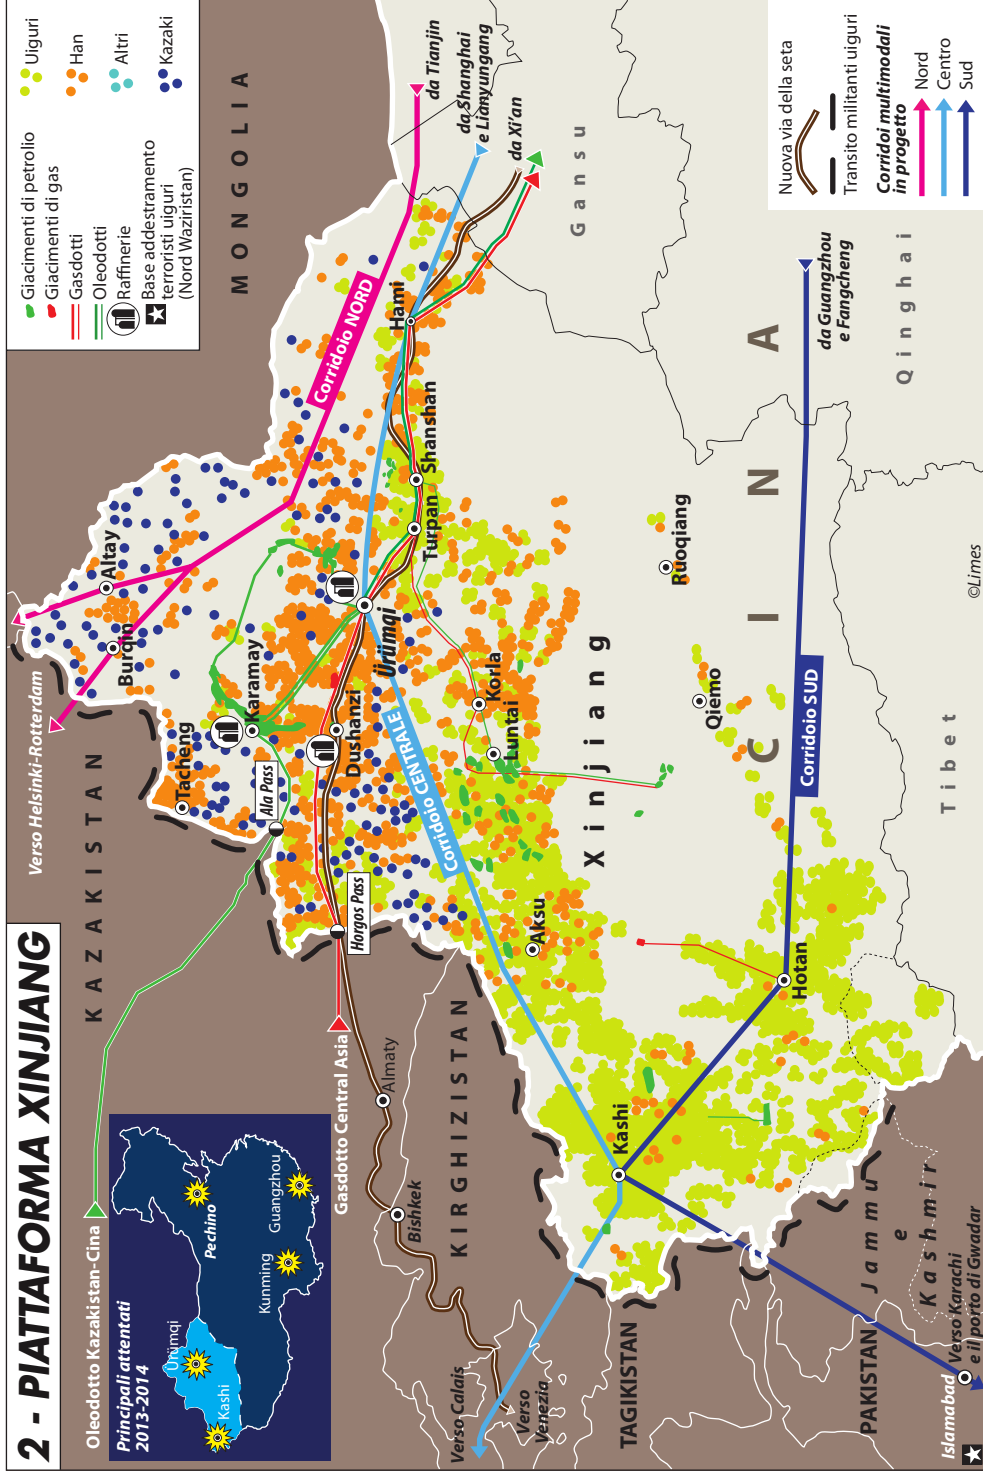 2 - PIATTAFORMA XINJIANG
Oleodotto Kazakistan-Cina
Principali attentati
2013-2014
Ürümqi
Kashi
Pechino
Kunming
Guangzhou
Verso Helsinki-Rotterdam
KAZAKISTAN
MONGOLIA
Giacimenti di petrolio
Giacimenti di gas
Gasdotti
Oleodotti
Raffinerie
Base addestramento
terroristi uiguri
(Nord Waziristan)
Uiguri
Han
Altri
Kazaki
Altay
Burqin
Tacheng
Karamay
Ala Pass
Dushanzi
Horgos Pass
Ürümqi
Corridoio NORD
Hami
Shanshan
Turpan
da Tianjin
da Shanghai
e Lianyungang
da Xi'an
Gansu
Gasdotto Central Asia
Almaty
Bishkek
KIRGHIZISTAN
Corridoio CENTRALE
Korla
Luntai
Aksu
Xinjiang
Ruoqiang
Qiemo
Kashi
Hotan
CINA
Corridoio SUD
da Guangzhou
e Fangcheng
Qinghai
Tibet
Verso Calais
Verso
Venezia
TAGIKISTAN
PAKISTAN
Jammu
e
Kashmir
Islamabad
Verso Karachi
e il porto di Gwadar
Nuova via della seta
Transito militanti uiguri
Corridoi multimodali
in progetto
Nord
Centro
Sud
©Limes